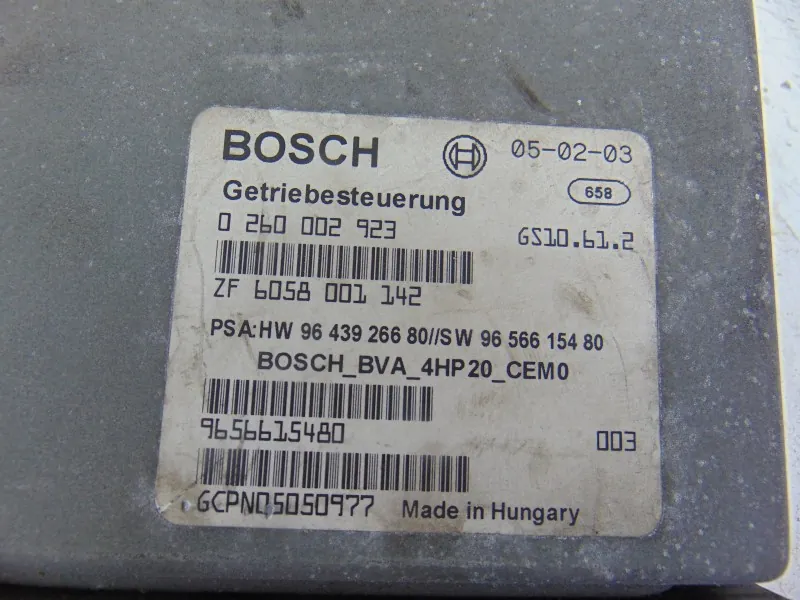 BOSCH 05-02-03
658
Getriebesteuerung
0 260 002 923 GS10.61.2
ZF 6058 001 142
PSA:HW 96 439 266 80//SW 96 566 154 80
BOSCH_BVA_4HP20_CEM0
9656615480 003
GCPN05050977 Made in Hungary